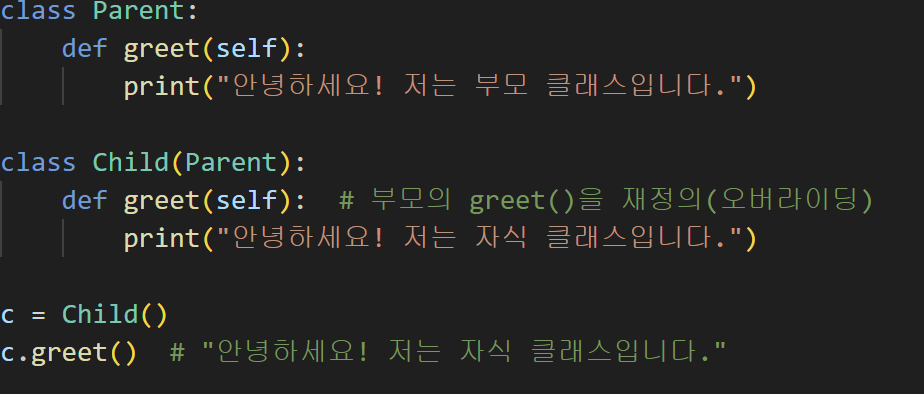 class Parent:
    def greet(self):
        print("안녕하세요! 저는 부모 클래스입니다.")
class Child(Parent):
    def greet(self):  # 부모의 greet()을 재정의(오버라이딩)
        print("안녕하세요! 저는 자식 클래스입니다.")
c = Child()
c.greet()  # "안녕하세요! 저는 자식 클래스입니다."